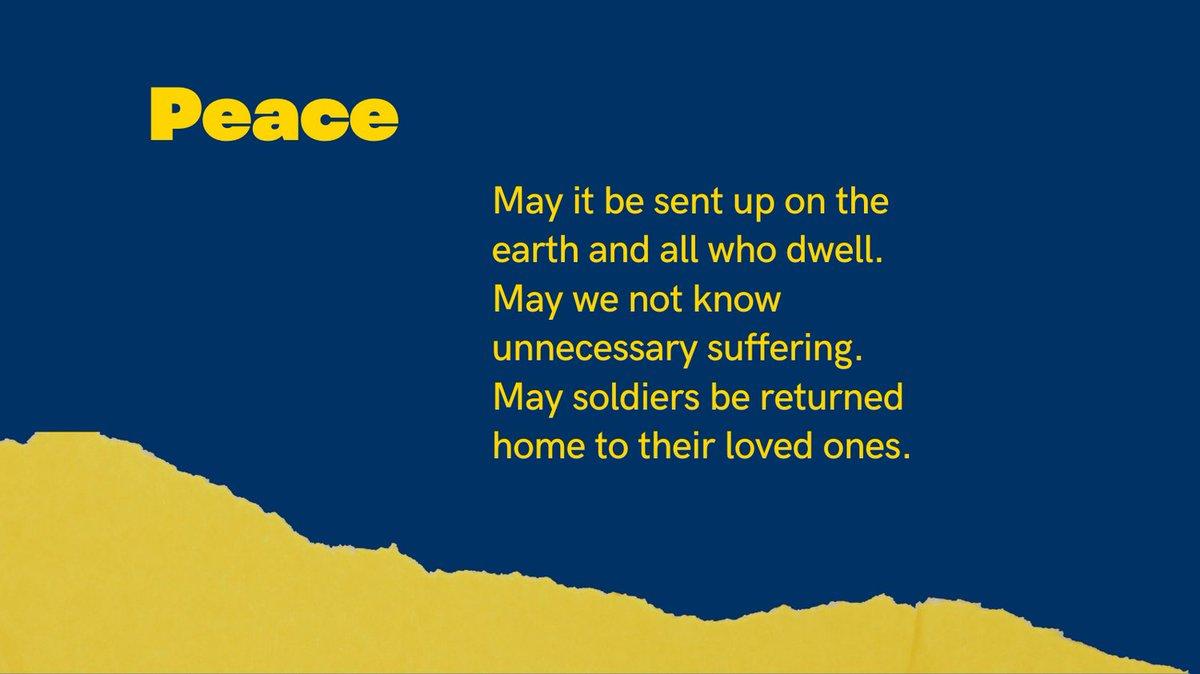 Peace
May it be sent up on the
earth and all who dwell.
May we not know
unnecessary suffering.
May soldiers be returned
home to their loved ones.